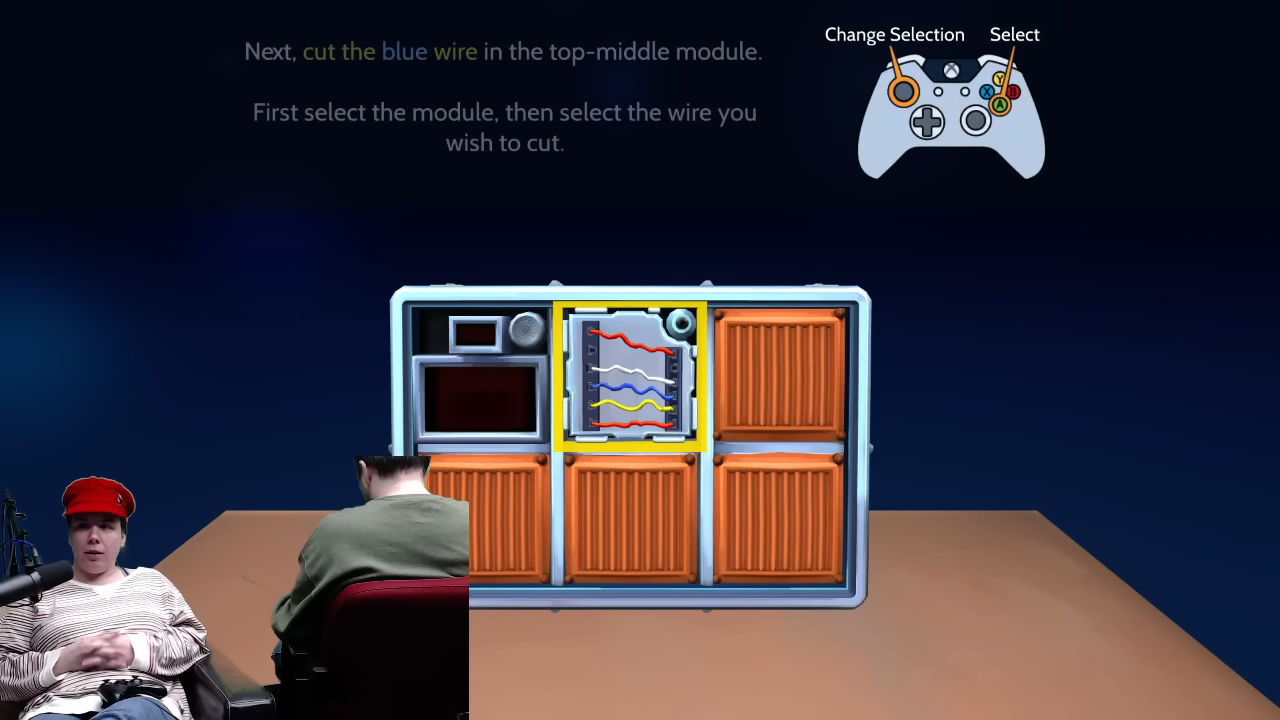 Change Selection
Select
Next, cut the blue wire in the top-middle module.
First select the module, then select the wire you
wish to cut.
Y
X
B
A